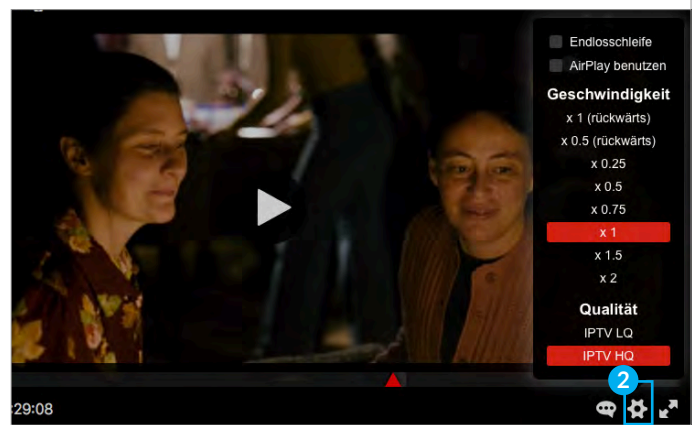 Endlosschleife
AirPlay benutzen
Geschwindigkeit
x 1 (rückwärts)
x 0.5 (rückwärts)
x 0.25
x 0.5
x 0.75
x 1
x 1.5
x 2
Qualität
IPTV LQ
IPTV HQ
2
:29:08